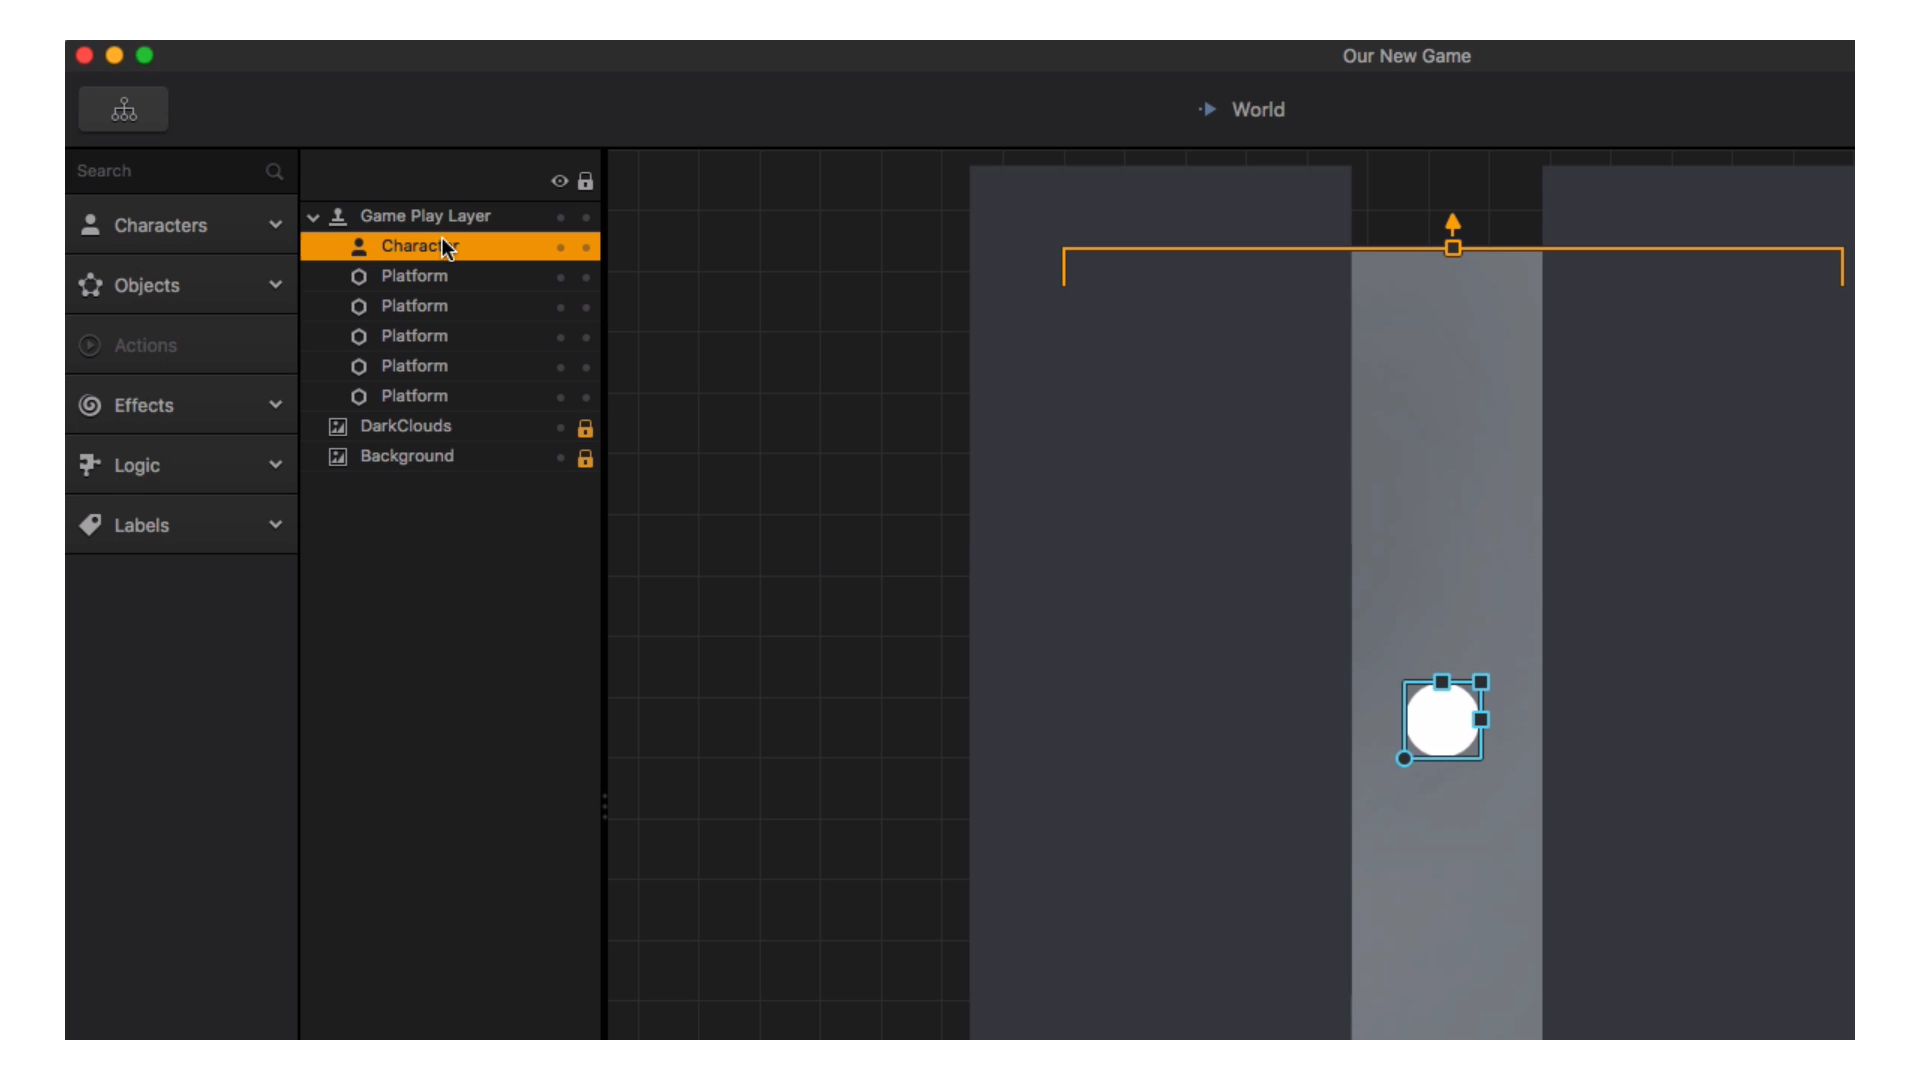 Our New Game
World
Search
Characters
Objects
Actions
Effects
Logic
Labels
Game Play Layer
Character
Platform
Platform
Platform
Platform
Platform
DarkClouds
Background